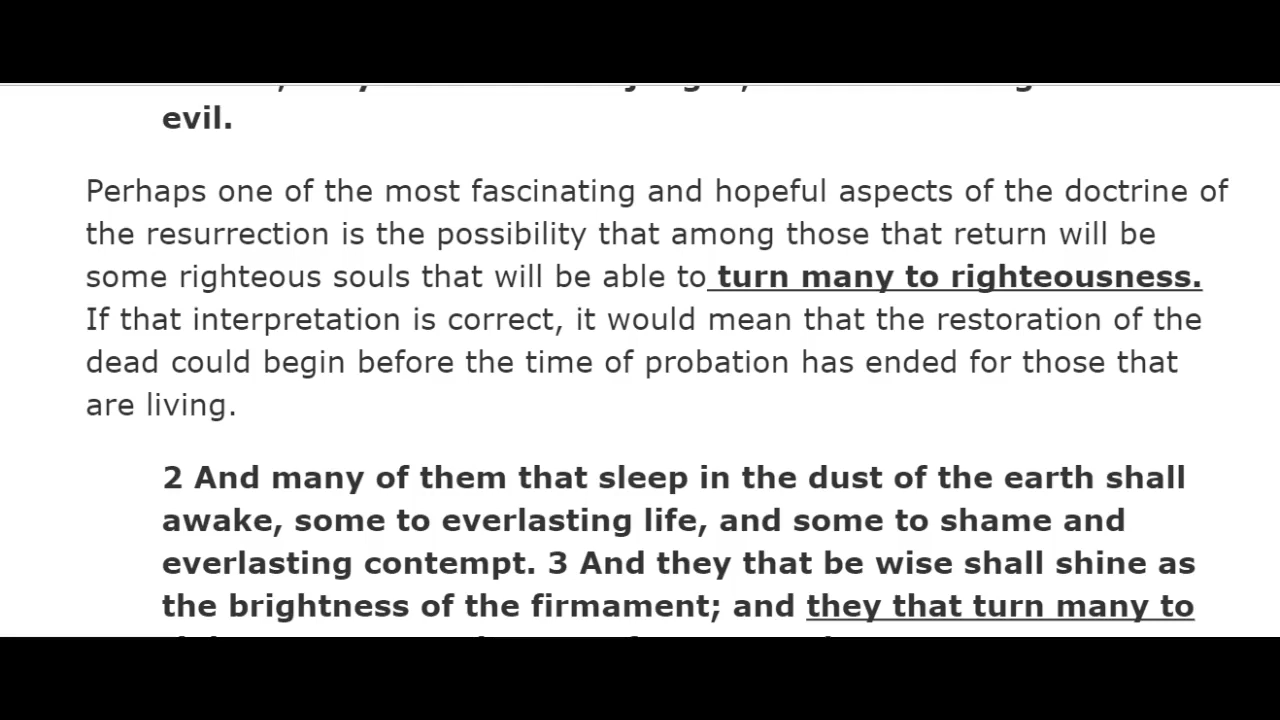 evil.
Perhaps one of the most fascinating and hopeful aspects of the doctrine of
the resurrection is the possibility that among those that return will be
some righteous souls that will be able to turn many to righteousness.
If that interpretation is correct, it would mean that the restoration of the
dead could begin before the time of probation has ended for those that
are living.
2 And many of them that sleep in the dust of the earth shall
awake, some to everlasting life, and some to shame and
everlasting contempt. 3 And they that be wise shall shine as
the brightness of the firmament; and they that turn many to